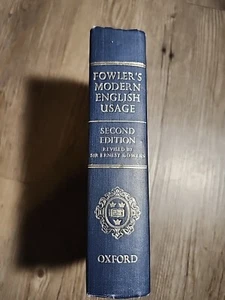 FOWLER'S
MODERN
ENGLISH
USAGE
SECOND
EDITION
REVISED BY
SIR ERNEST GOWERS
OXFORD